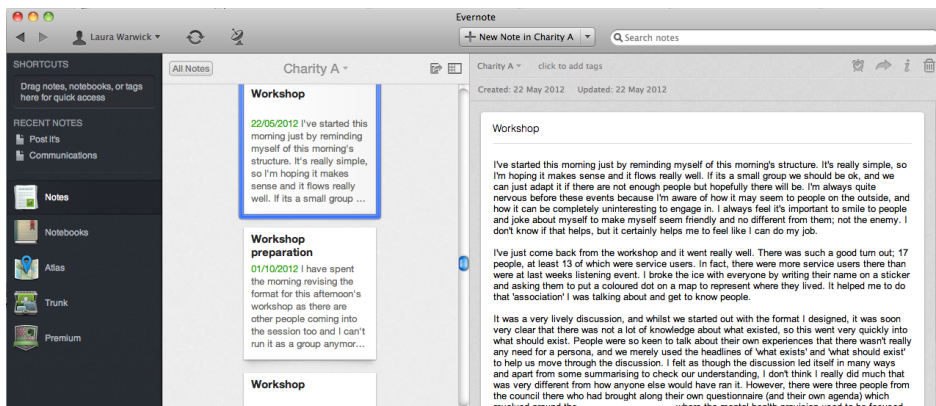 Evernote
Laura Warwick
New Note in Charity A
Search notes
SHORTCUTS
Drag notes, notebooks, or tags
here for quick access
RECENT NOTES
Post it's
Communications
Notes
Notebooks
Atlas
Trunk
Premium
All Notes
Charity A
Workshop
22/05/2012 I've started this
morning just by reminding
myself of this morning's
structure. It's really simple,
so I'm hoping it makes
sense and it flows really
well. If its a small group ...
Workshop
preparation
01/10/2012 I have spent
the morning revising the
format for this afternoon's
workshop as there are
other people coming into
the session too and I can't
run it as a group anymor...
Workshop
Charity A
click to add tags
Created: 22 May 2012 Updated: 22 May 2012
Workshop
I've started this morning just by reminding myself of this morning's structure. It's really simple, so
I'm hoping it makes sense and it flows really well. If its a small group we should be ok, and we
can just adapt it if there are not enough people but hopefully there will be. I'm always quite
nervous before these events because I'm aware of how it may seem to people on the outside, and
how it can be completely uninteresting to engage in. I always feel it's important to smile to people
and joke about myself to make myself seem friendly and no different from them; not the enemy. I
don't know if that helps, but it certainly helps me to feel like I can do my job.
I've just come back from the workshop and it went really well. There was such a good turn out; 17
people, at least 13 of which were service users. In fact, there were more service users there than
were at last weeks listening event. I broke the ice with everyone by writing their name on a sticker
and asking them to put a coloured dot on a map to represent where they lived. It helped me to do
that 'association' I was talking about and get to know people.
It was a very lively discussion, and whilst we started out with the format I designed, it was soon
very clear that there was not a lot of knowledge about what existed, so this went very quickly into
what should exist. People were so keen to talk about their own experiences that there wasn't really
any need for a persona, and we merely used the headlines of 'what exists' and 'what should exist'
to help us move through the discussion. I felt as though the discussion led itself in many ways
and apart from some summarising to check our understanding, I don't think I really did much that
was very different from how anyone else would have ran it. However, there were three people from
the council there who had brought along their own questionnaire (and their own agenda) which
revolved around the where the mental health provision used to be focused